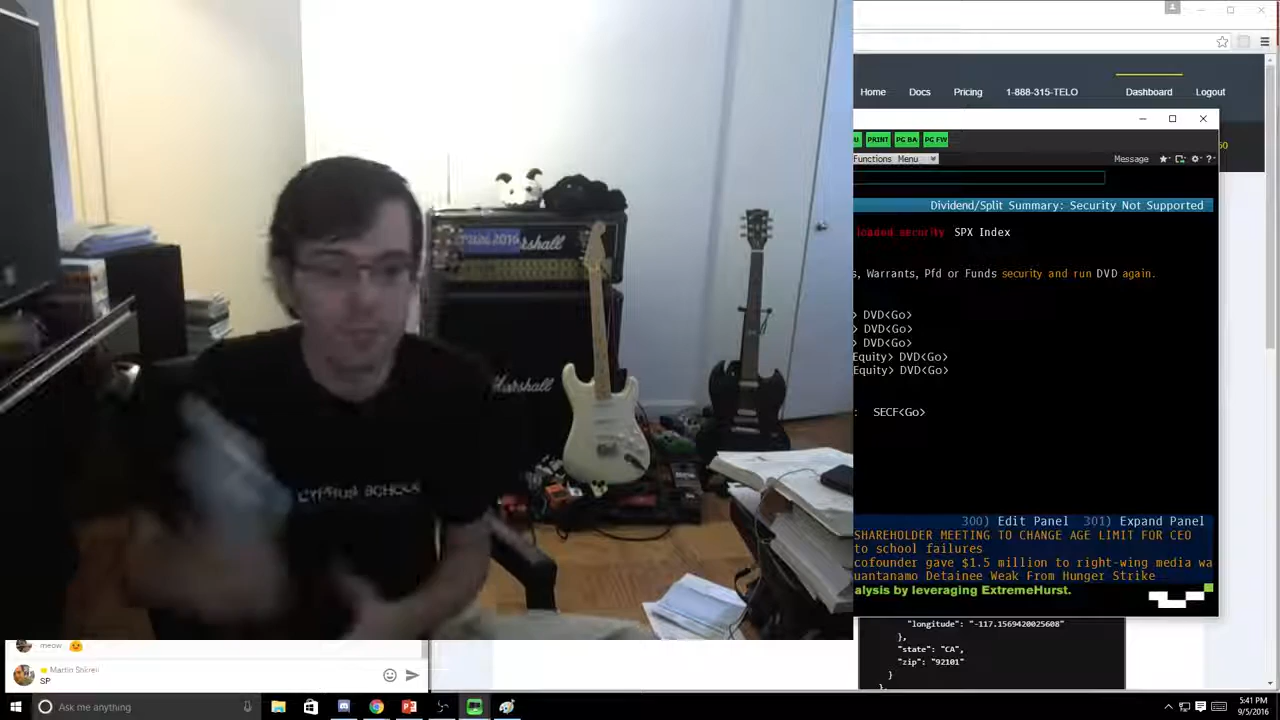 Home Docs Pricing 1-888-315-TELO Dashboard Logout
PRINT PG BA PG FW
Functions Menu Message
Dividend/Split Summary: Security Not Supported
loaded security SPX Index
s, Warrants, Pfd or Funds security and run DVD again.
> DVD<Go>
> DVD<Go>
> DVD<Go>
Equity> DVD<Go>
Equity> DVD<Go>
: SECF<Go>
300) Edit Panel 301) Expand Panel
SHAREHOLDER MEETING TO CHANGE AGE LIMIT FOR CEO
to school failures
cofounder gave $1.5 million to right-wing media wa
uantanamo Detainee Weak From Hunger Strike
alysis by leveraging ExtremeHurst.
"longitude": "-117.1569420025608"
},
"state": "CA",
"zip": "92101"
}
},
Marshall
meow
Martin Shkreli
SP
Ask me anything
5:41 PM
9/5/2016